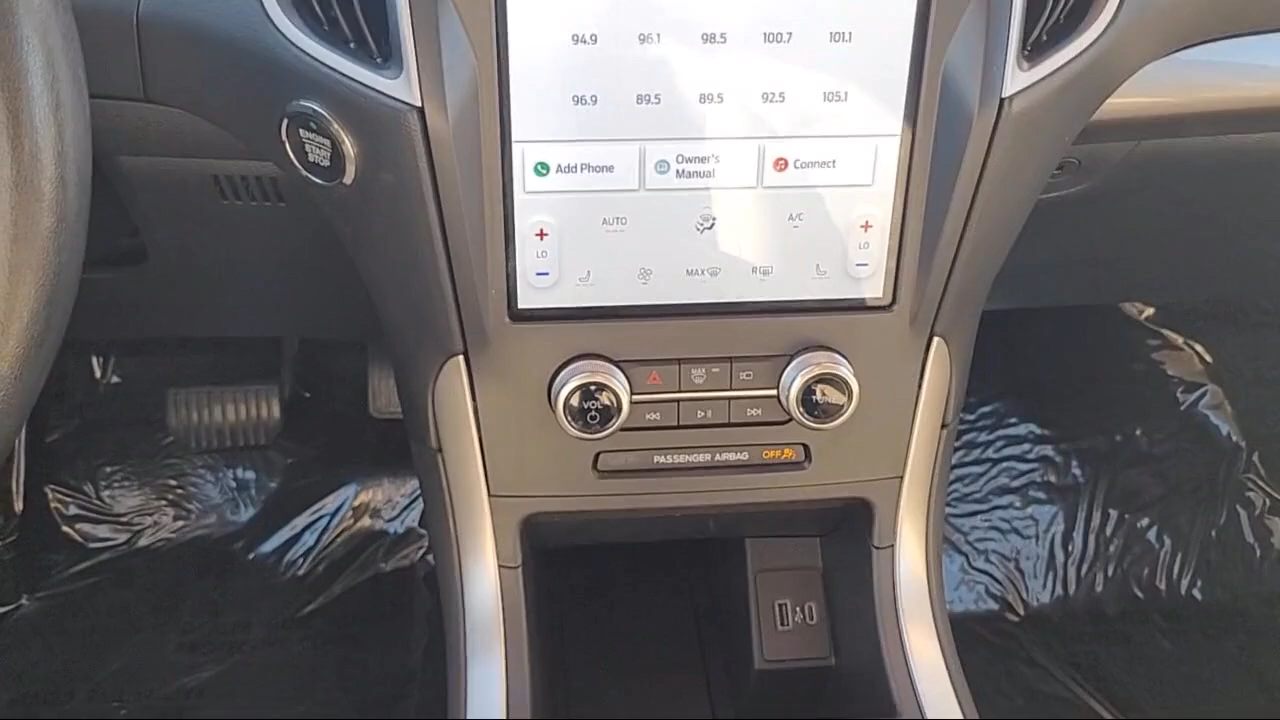 94.9 96.1 98.5 100.7 101.1
96.9 89.5 89.5 92.5 105.1
ENGINE
START
STOP
Add Phone
Owner's
Manual
Connect
AUTO
A/C
LO
LO
MAX
R
MAX
VOL
TUNE
PASSENGER AIRBAG OFF